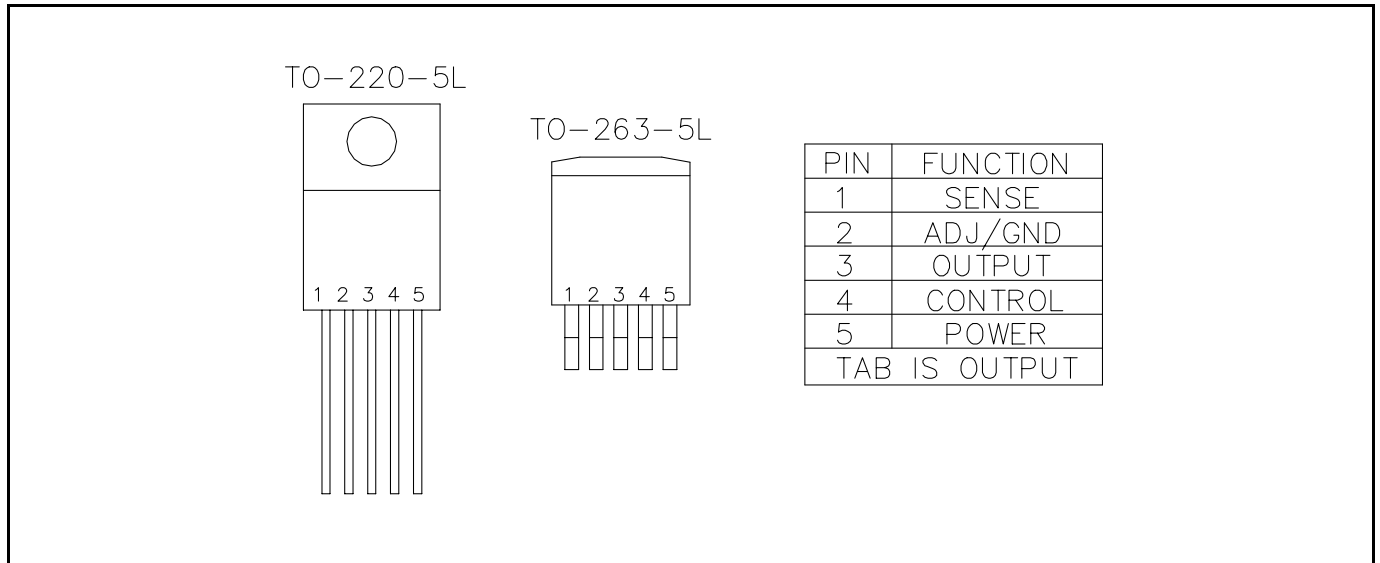 TO-220-5L
1 2 3 4 5
TO-263-5L
1 2 3 4 5
PIN FUNCTION
1 SENSE
2 ADJ/GND
3 OUTPUT
4 CONTROL
5 POWER
TAB IS OUTPUT